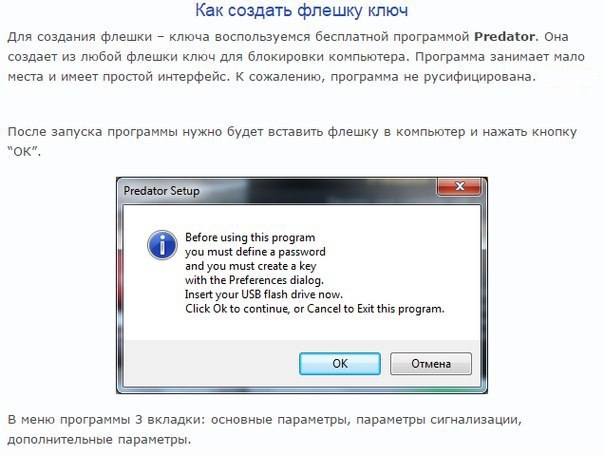 Как создать флешку ключ
Для создания флешки – ключа воспользуемся бесплатной программой Predator. Она
создает из любой флешки ключ для блокировки компьютера. Программа занимает мало
места и имеет простой интерфейс. К сожалению, программа не русифицирована.
После запуска программы нужно будет вставить флешку в компьютер и нажать кнопку
“ОК”.
Predator Setup
Before using this program
you must define a password
and you must create a key
with the Preferences dialog.
Insert your USB flash drive now.
Click Ok to continue, or Cancel to Exit this program.
OK
Отмена
В меню программы 3 вкладки: основные параметры, параметры сигнализации,
дополнительные параметры.